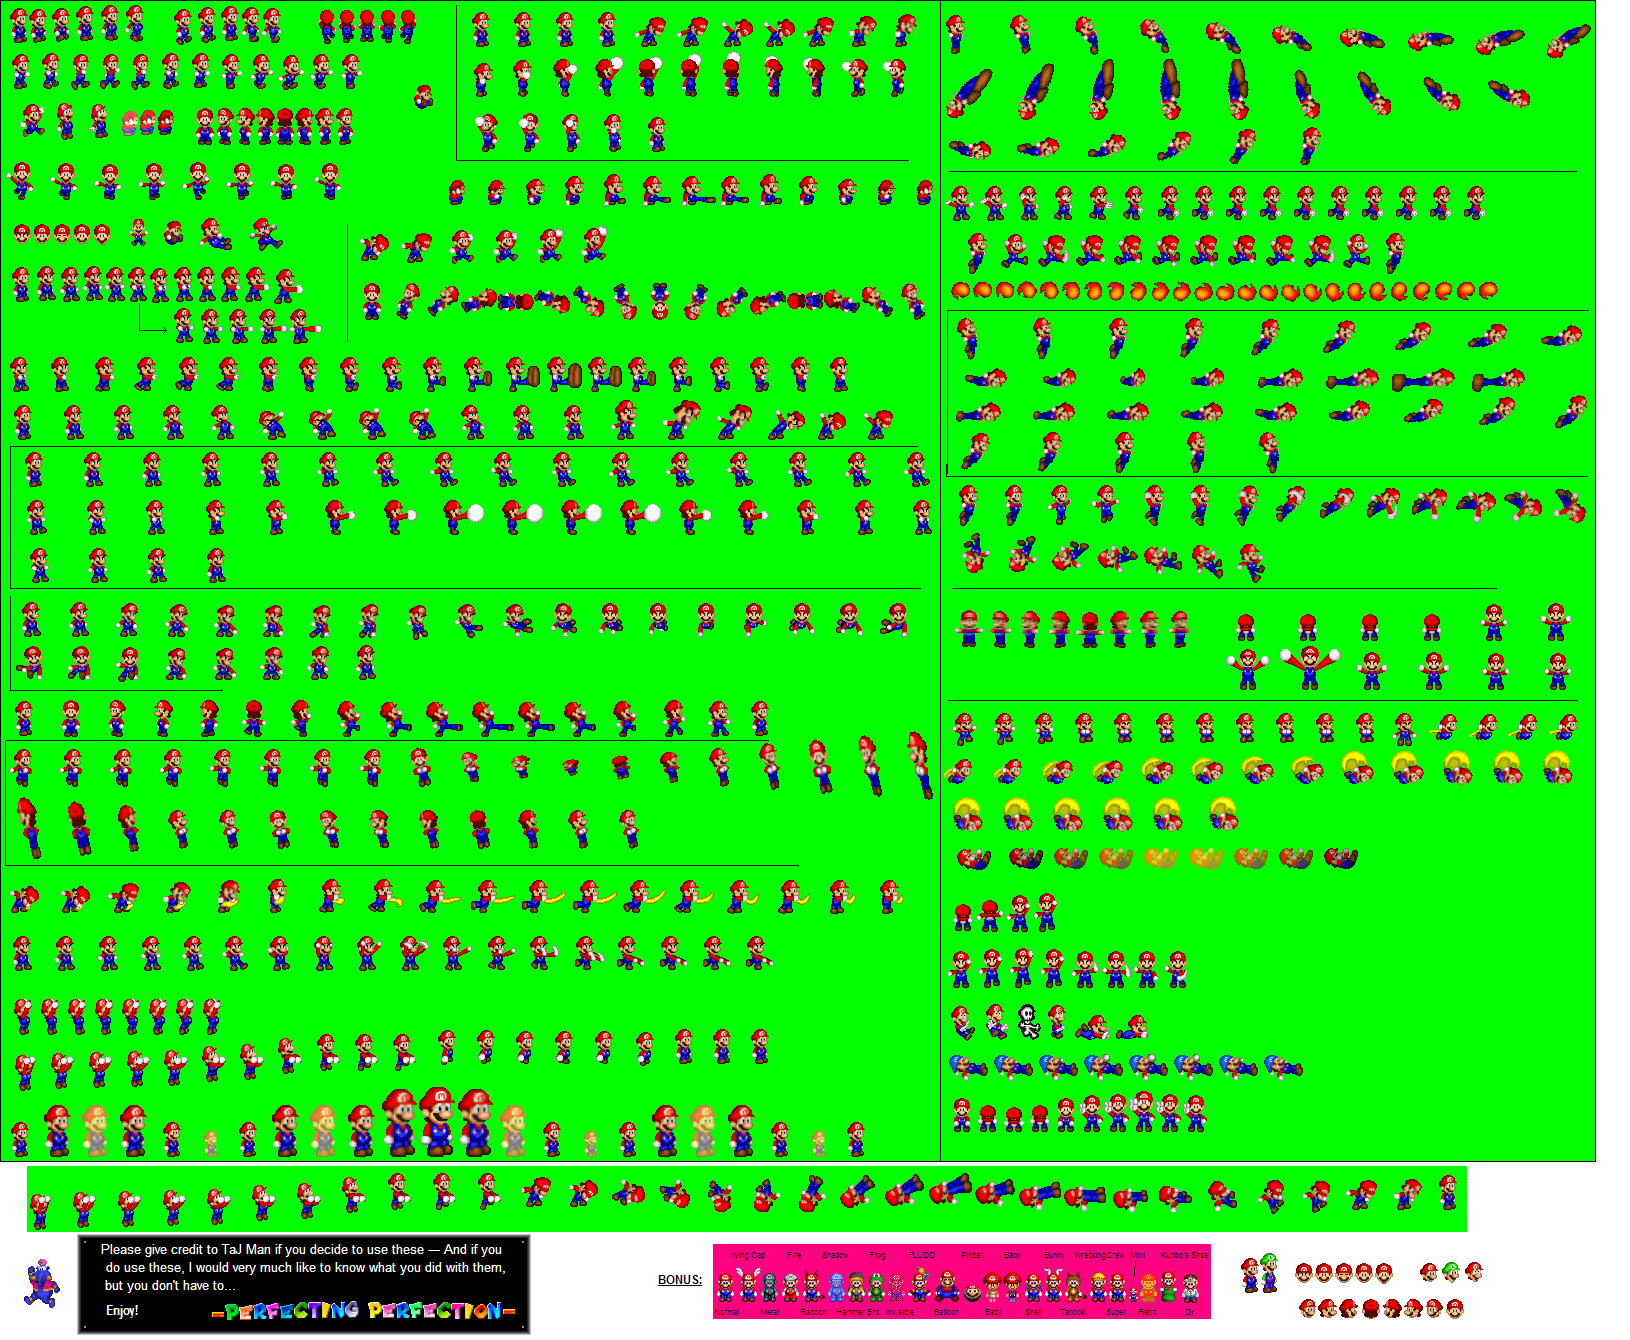 Please give credit to TaJ Man if you decide to use these — And if you
do use these, I would very much like to know what you did with them,
but you don't have to...
Enjoy!
-PERFECTING PERFECTION-
BONUS:
Wing Cap Fire Shadow Frog FLUDD Pinball Baby Bunny WreckingCrew Mini Kuribo's Shoe
Normal Metal Racoon Hammer Bro. Invisible Balloon Baby Shell Tanooki Super Retro Dr.